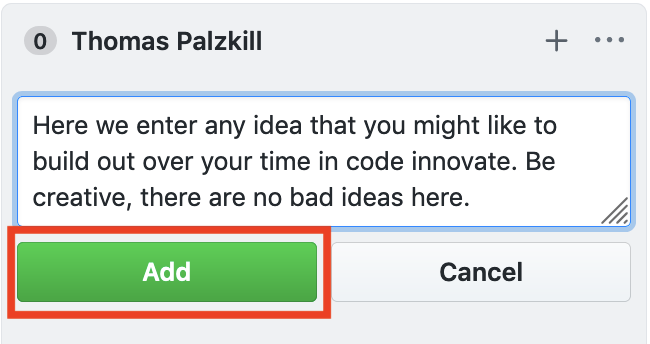 0 Thomas Palzkill
Here we enter any idea that you might like to
build out over your time in code innovate. Be
creative, there are no bad ideas here.
Add Cancel